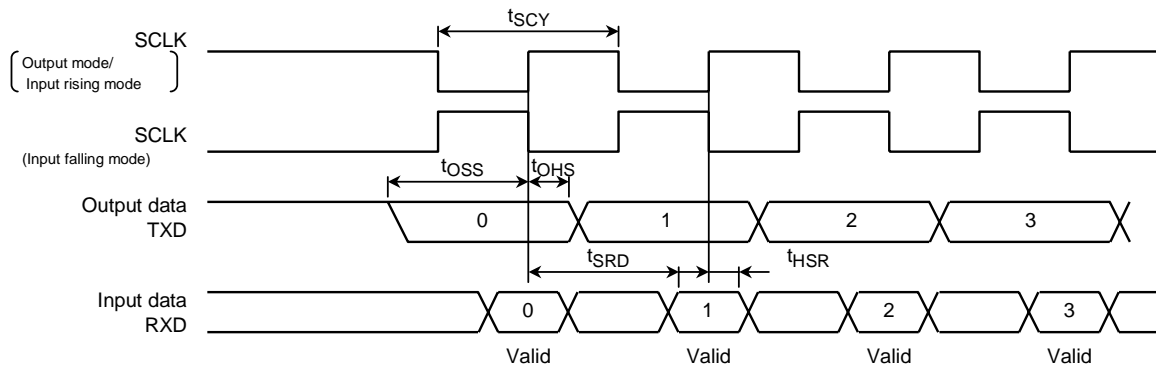 tSCY
SCLK
Output mode/
Input rising mode
SCLK
(Input falling mode)
tOSS tOHS
Output data
TXD
0 1 2 3
tSRD tHSR
Input data
RXD
0 1 2 3
Valid Valid Valid Valid